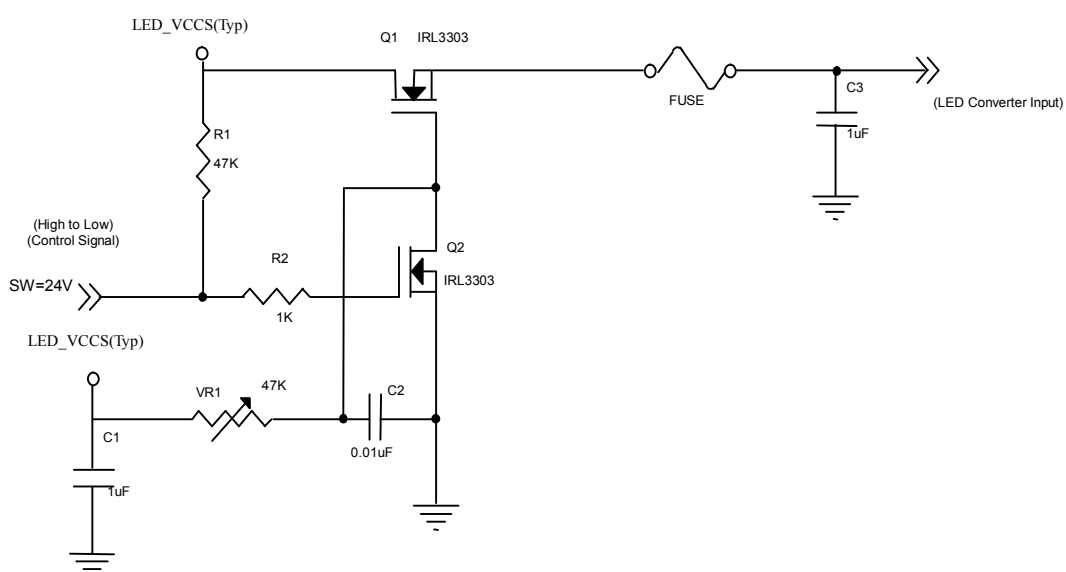 LED_VCCS(Typ)
Q1 IRL3303
FUSE
C3
1uF
(LED Converter Input)
R1
47K
(High to Low)
(Control Signal)
SW=24V
R2
1K
Q2
IRL3303
LED_VCCS(Typ)
VR1 47K
C2
0.01uF
C1
1uF